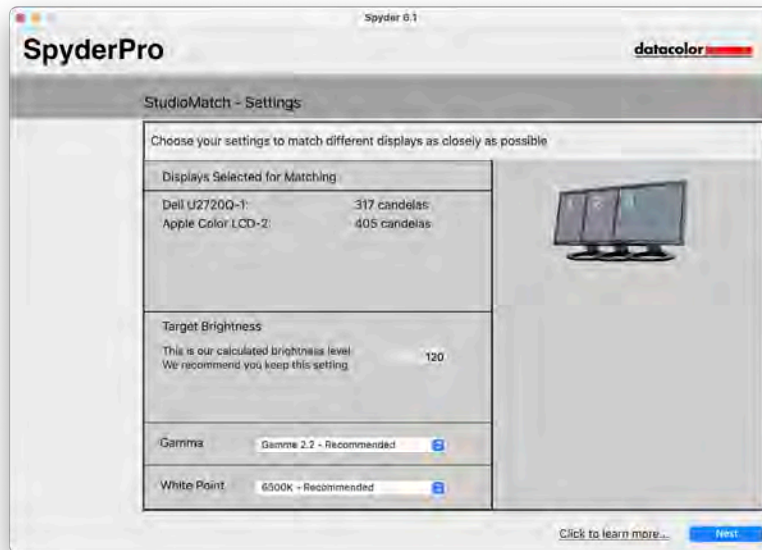 Spyder 6.1
SpyderPro
datacolor
StudioMatch - Settings
Choose your settings to match different displays as closely as possible
Displays Selected for Matching
Dell U2720Q-1: 317 candelas
Apple Color LCD-2: 405 candelas
Target Brightness
This is our calculated brightness level
We recommend you keep this setting
120
Gamma Gamma 2.2 - Recommended
White Point 6500K - Recommended
Click to learn more... Next